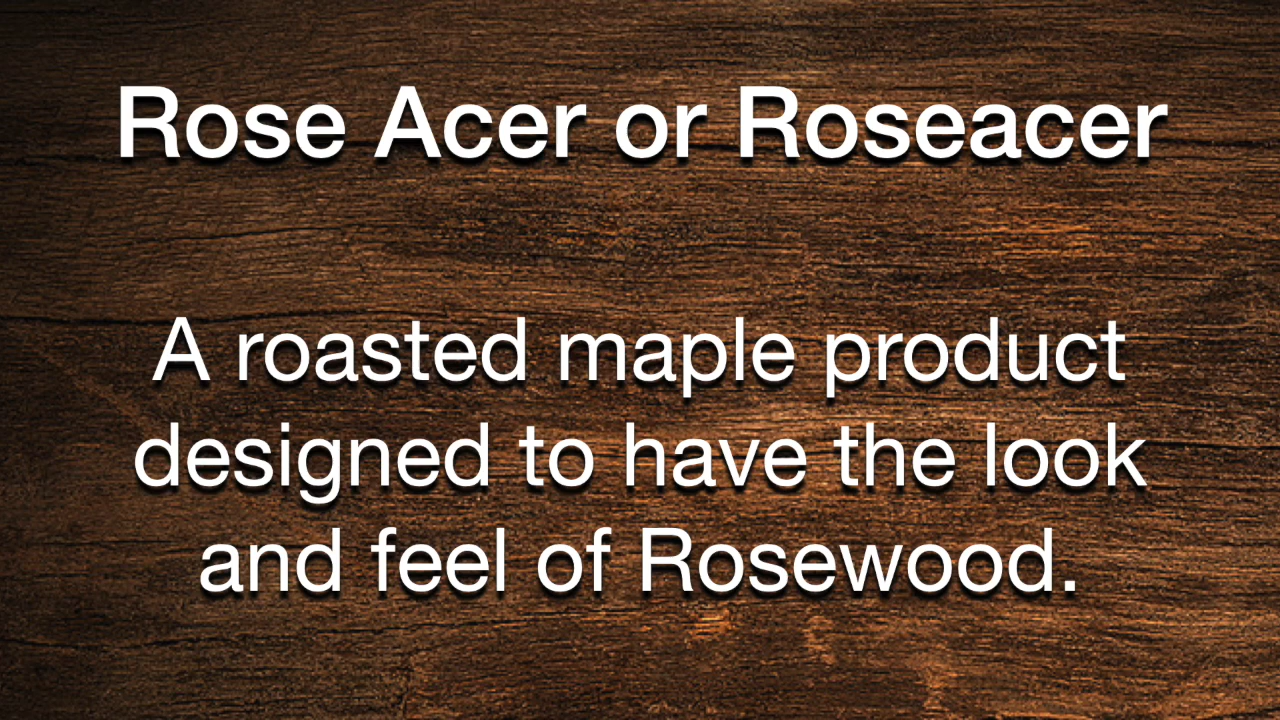 Rose Acer or Roseacer
A roasted maple product
designed to have the look
and feel of Rosewood.